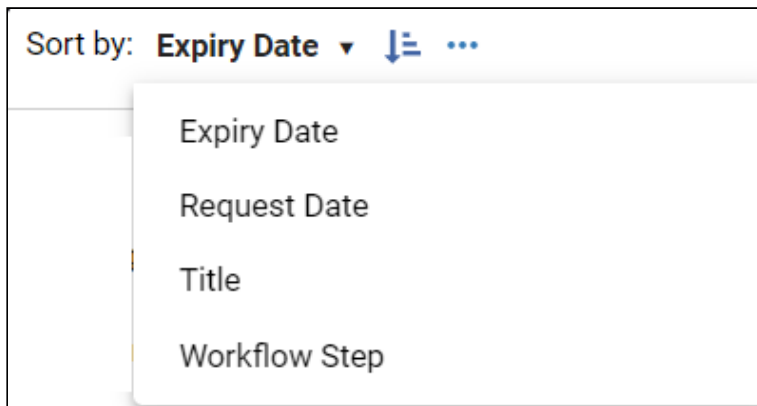 Sort by: Expiry Date
Expiry Date
Request Date
Title
Workflow Step